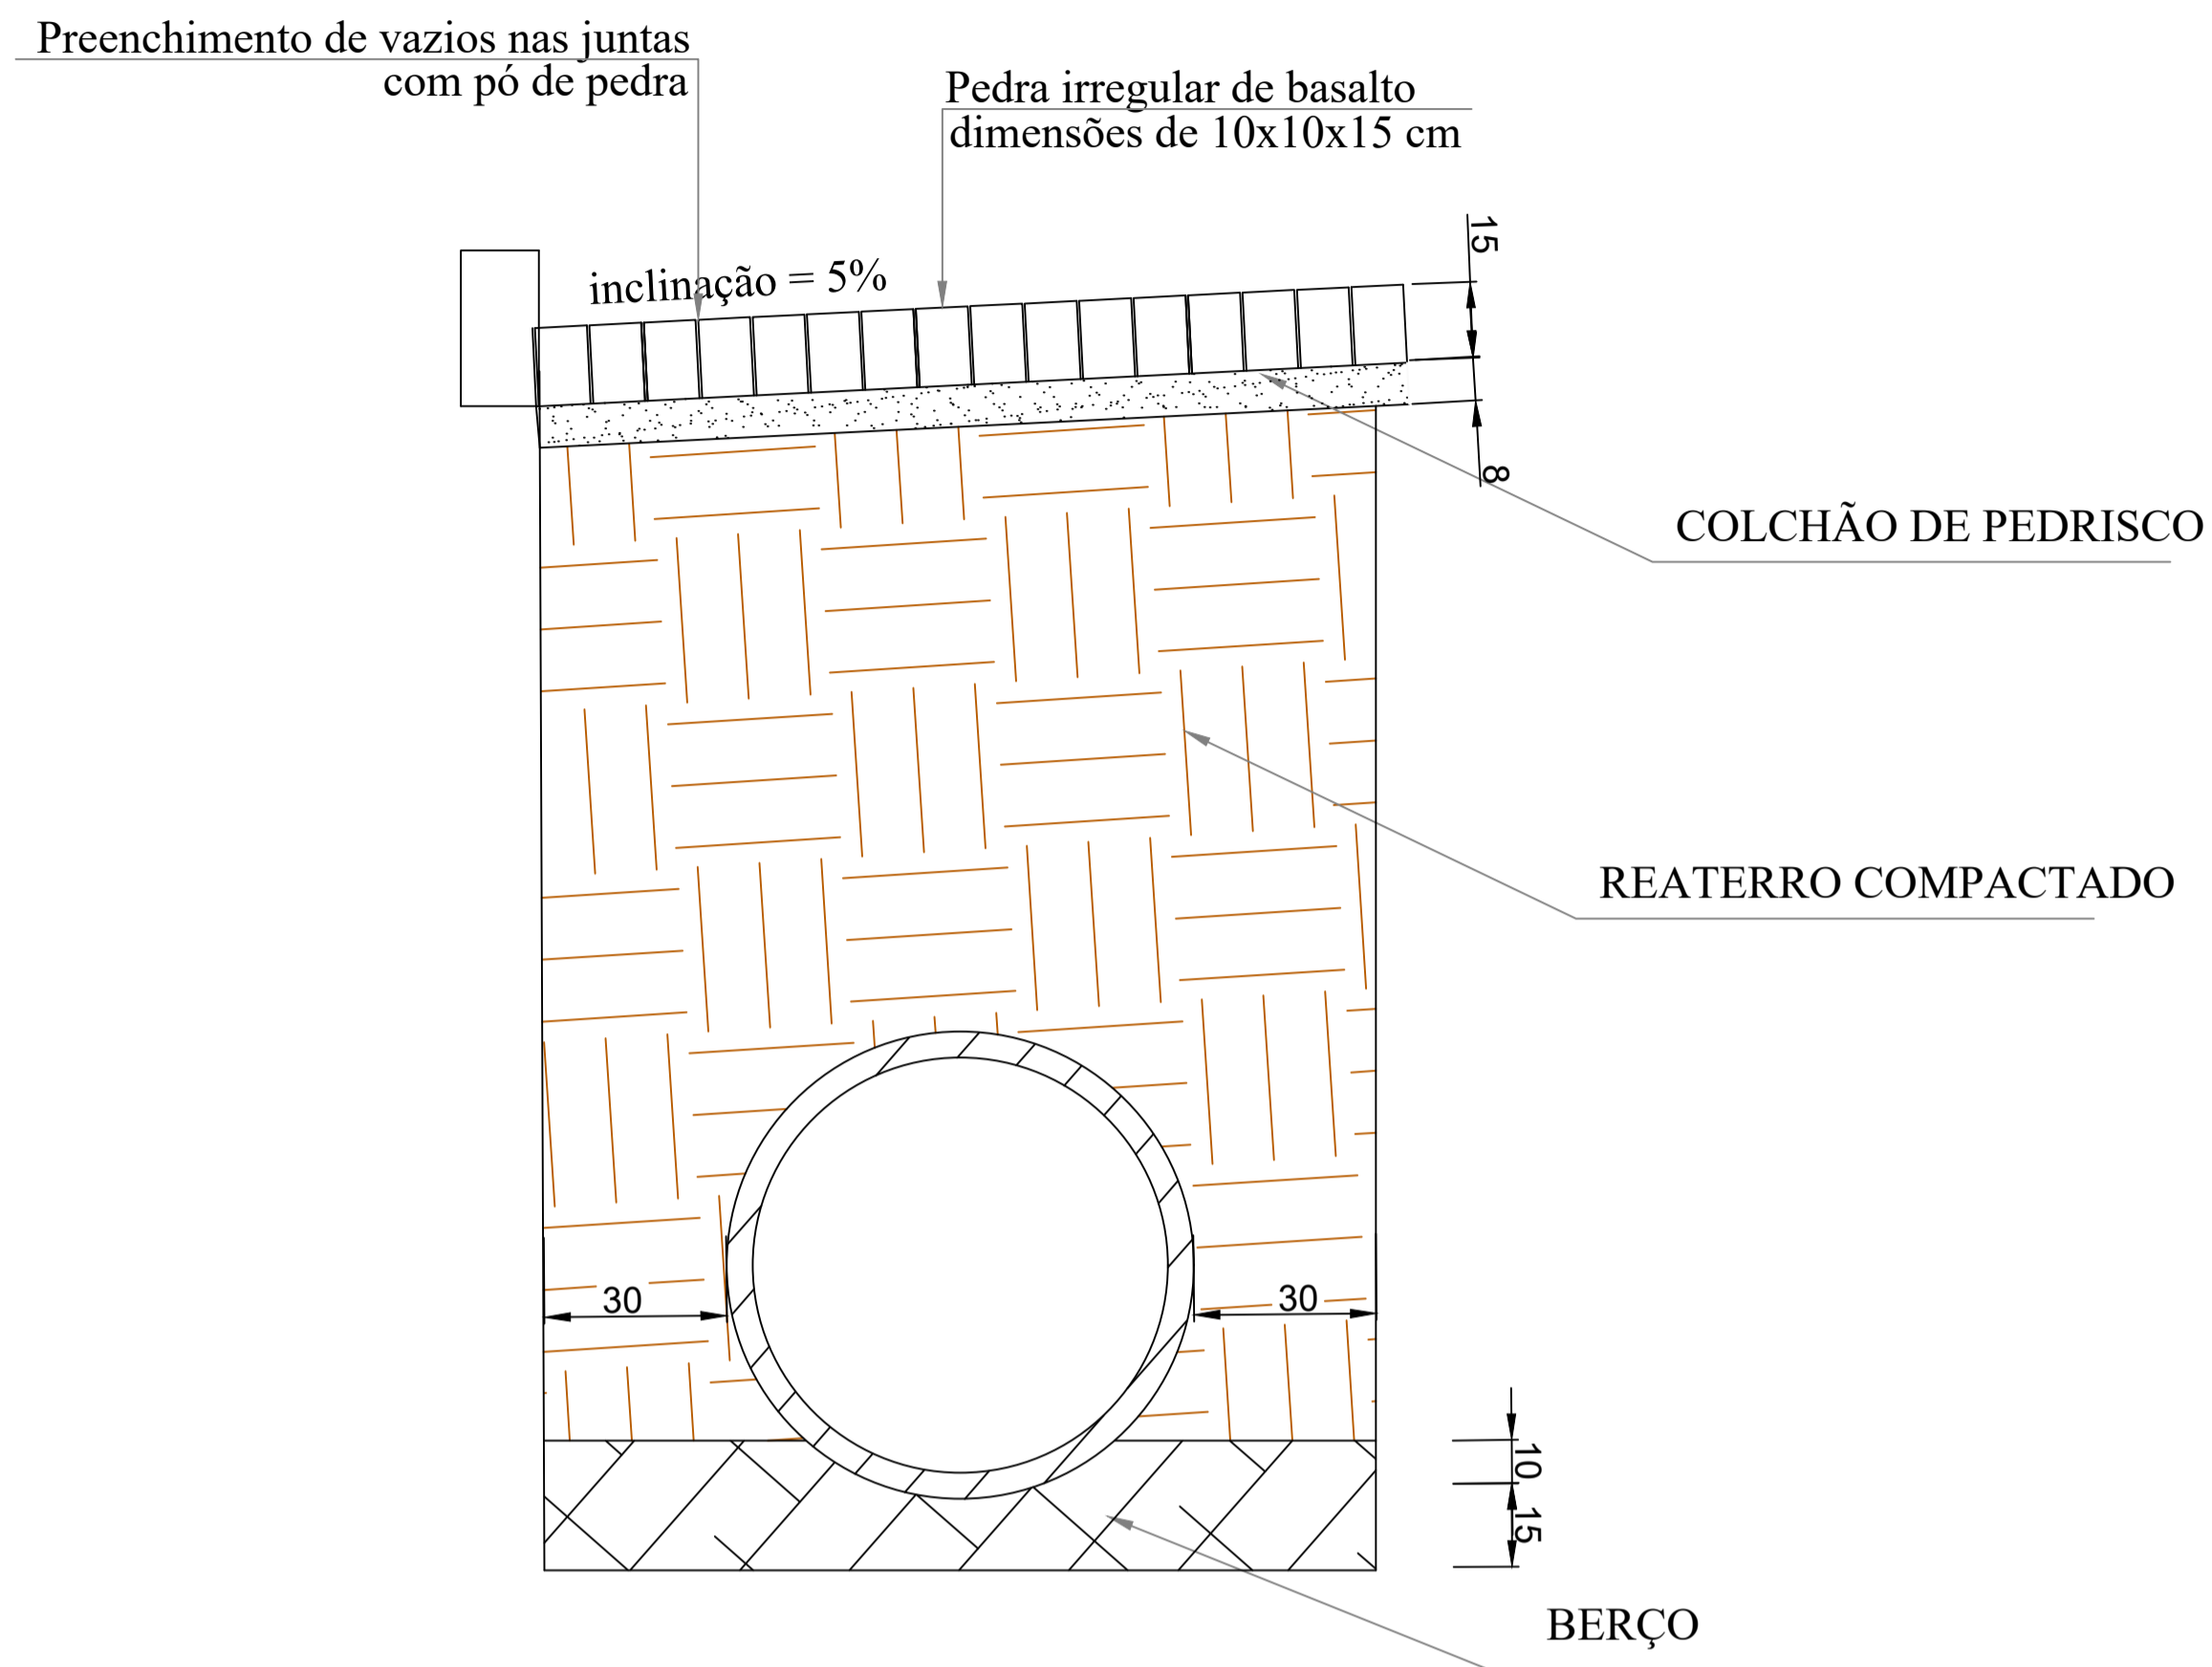 Preenchimento de vazios nas juntas
com pó de pedra
Pedra irregular de basalto
dimensões de 10x10x15 cm
15
inclinação = 5%
8
COLCHÃO DE PEDRISCO
REATERRO COMPACTADO
30
30
10
15
BERÇO